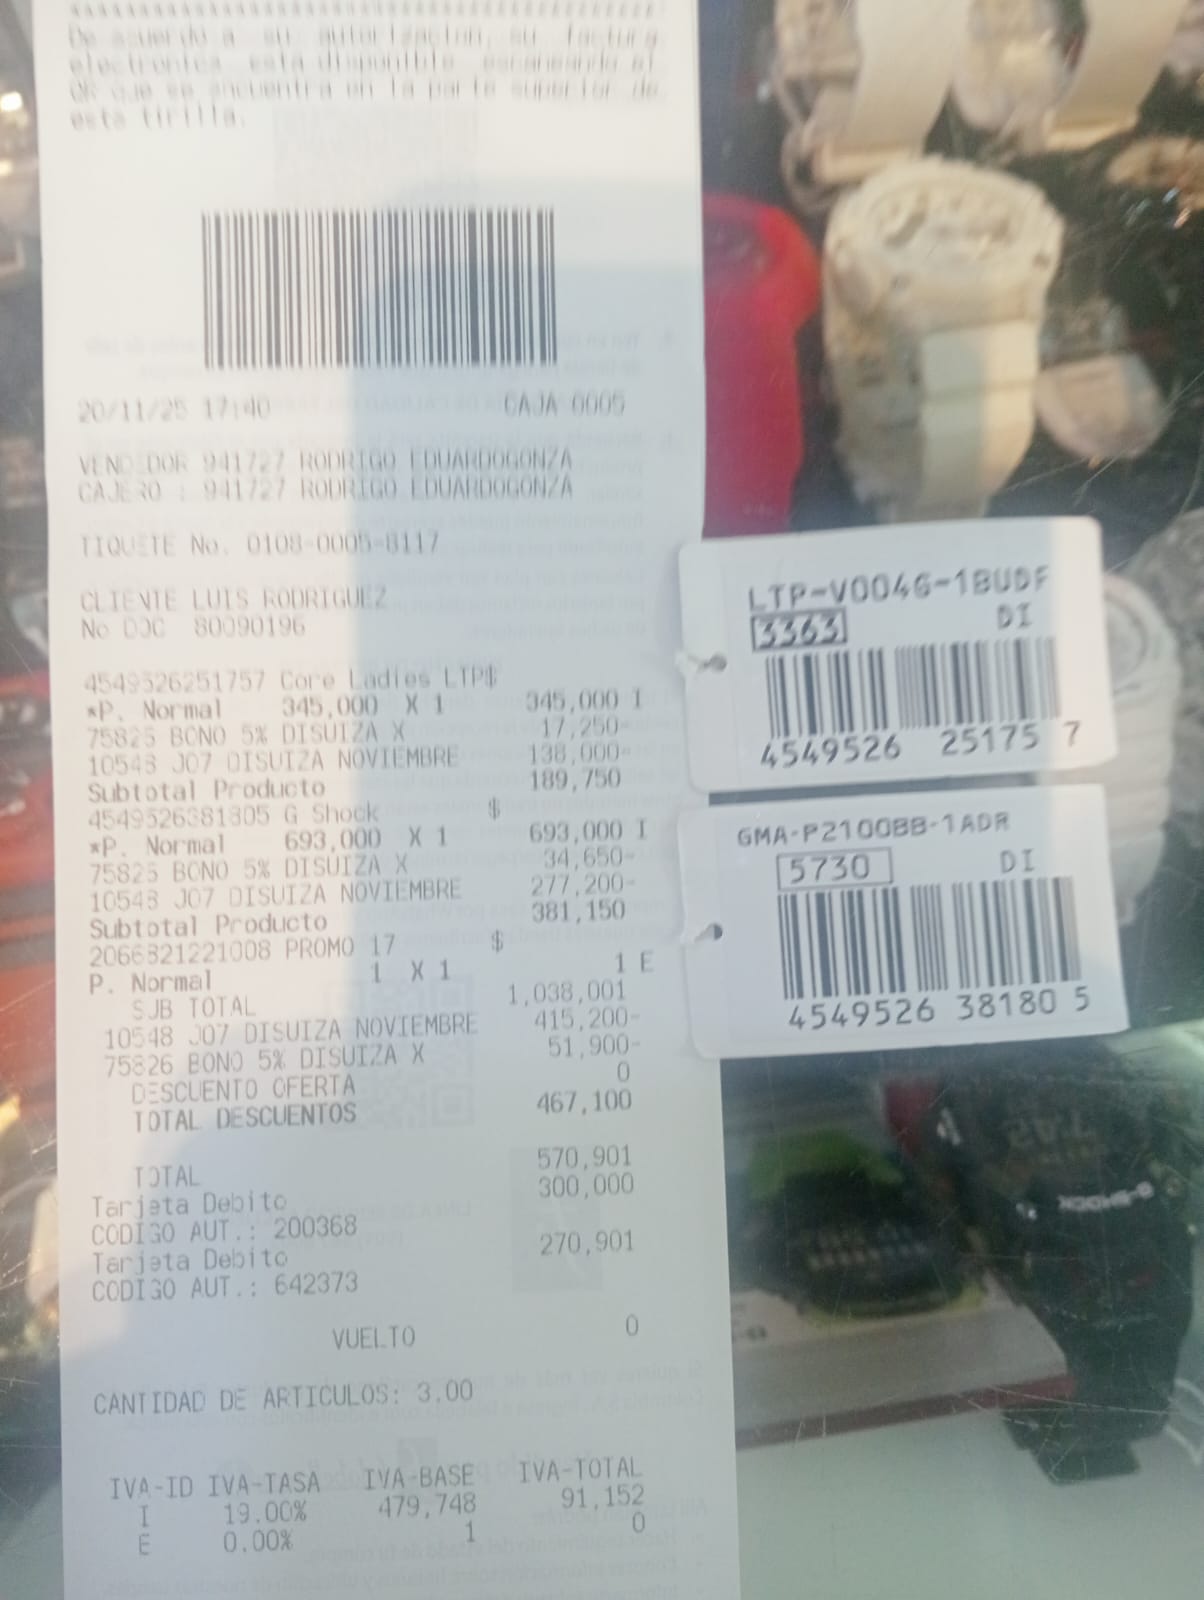 De acuerdo a su autorizacion, su factura
electronica esta disponible escaneando el
QR que se encuentra en la parte superior de
esta tirilla.
20/11/25 17:40 CAJA 0005
VENDEDOR 941727 RODRIGO EDUARDOGONZA
CAJERO : 941727 RODRIGO EDUARDOGONZA
TIQUETE No. 0108-0005-8117
CLIENTE LUIS RODRIGUEZ
No DOC 80090196
4549526251757 Core Ladies LTP$
*P. Normal 345,000 X 1 345,000 I
75826 BONO 5% DISUIZA X 17,250-
10548 J07 DISUIZA NOVIEMBRE 138,000-
Subtotal Producto 189,750
4549526381805 G Shock $
*P. Normal 693,000 X 1 693,000 I
75826 BONO 5% DISUIZA X 34,650-
10548 J07 DISUIZA NOVIEMBRE 277,200-
Subtotal Producto 381,150
2066821221008 PROMO 17 $
P. Normal 1 X 1 1 E
SUB TOTAL 1,038,001
10548 J07 DISUIZA NOVIEMBRE 415,200-
75826 BONO 5% DISUIZA X 51,900-
DESCUENTO OFERTA 0
TOTAL DESCUENTOS 467,100
TOTAL 570,901
Tarjeta Debito 300,000
CODIGO AUT.: 200368
Tarjeta Debito 270,901
CODIGO AUT.: 642373
VUELTO 0
CANTIDAD DE ARTICULOS: 3.00
IVA-ID IVA-TASA IVA-BASE IVA-TOTAL
I 19.00% 479,748 91,152
E 0.00% 1 0
LTP-V004G-1BUDF
3363 DI
4549526 25175 7
GMA-P2100BB-1ADR
5730 DI
4549526 38180 5
G-SHOCK